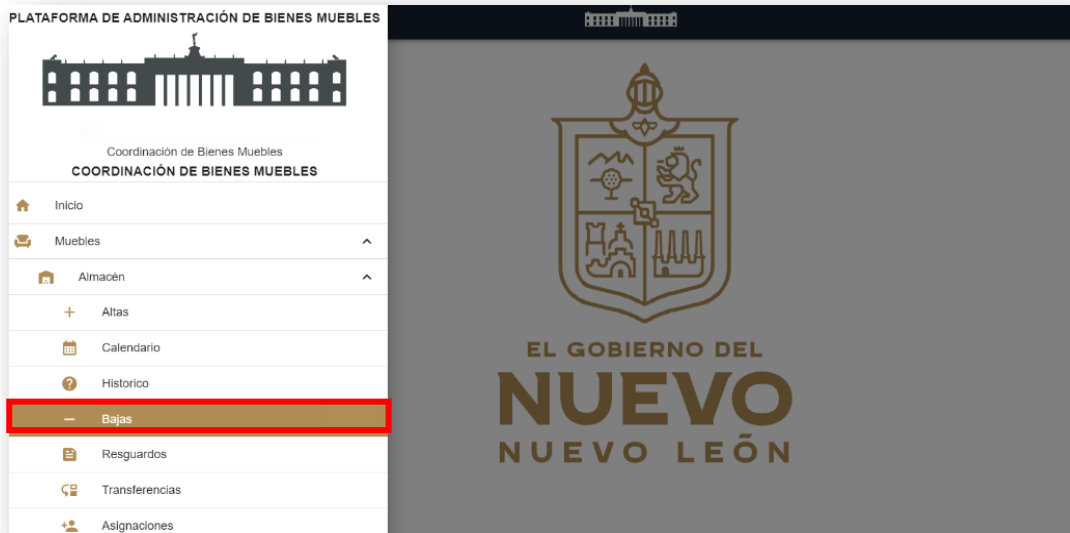 PLATAFORMA DE ADMINISTRACIÓN DE BIENES MUEBLES
Coordinación de Bienes Muebles
COORDINACIÓN DE BIENES MUEBLES
Inicio
Muebles
Almacén
Altas
Calendario
Historico
Bajas
Resguardos
Transferencias
Asignaciones
EL GOBIERNO DEL
NUEVO
NUEVO LEÓN